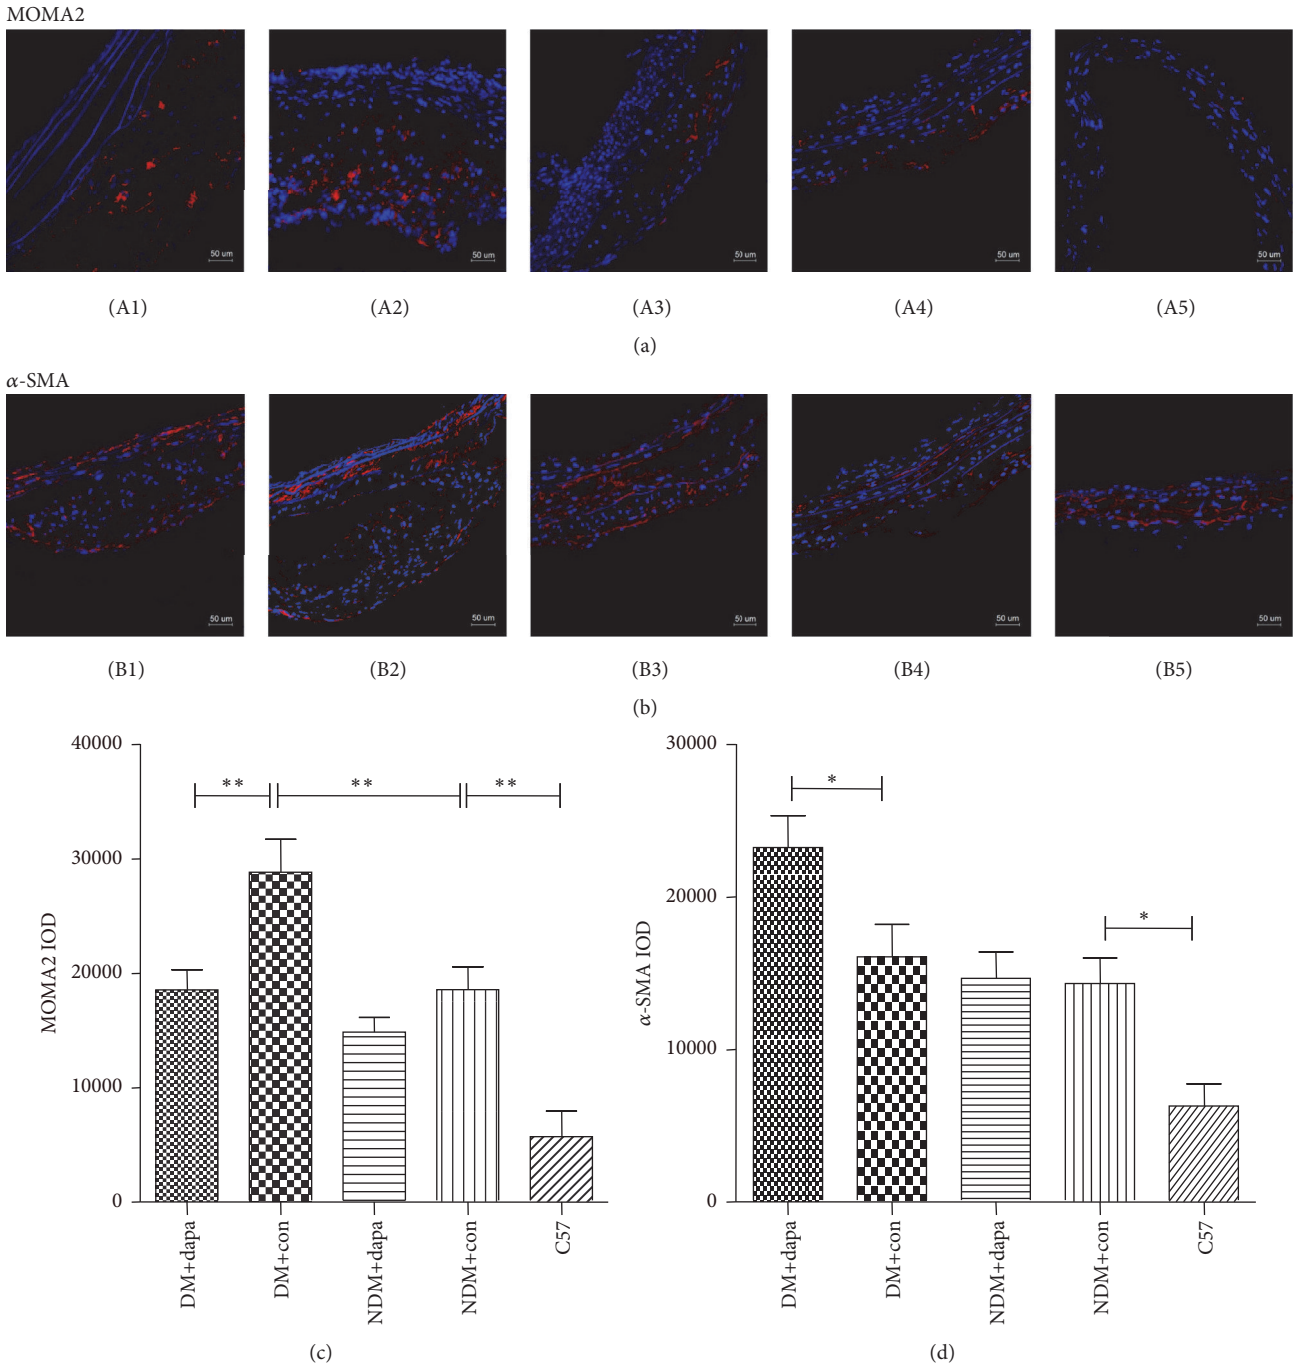 MOMA2
50 um 50 um 50 um 50 um 50 um
(A1) (A2) (A3) (A4) (A5)
(a)
α-SMA
50 um 50 um 50 um 50 um 50 um
(B1) (B2) (B3) (B4) (B5)
(b)
MOMA2 IOD
40000
30000
20000
10000
0
** ** **
DM+dapa
DM+con
NDM+dapa
NDM+con
C57
(c)
α-SMA IOD
30000
20000
10000
0
* *
DM+dapa
DM+con
NDM+dapa
NDM+con
C57
(d)